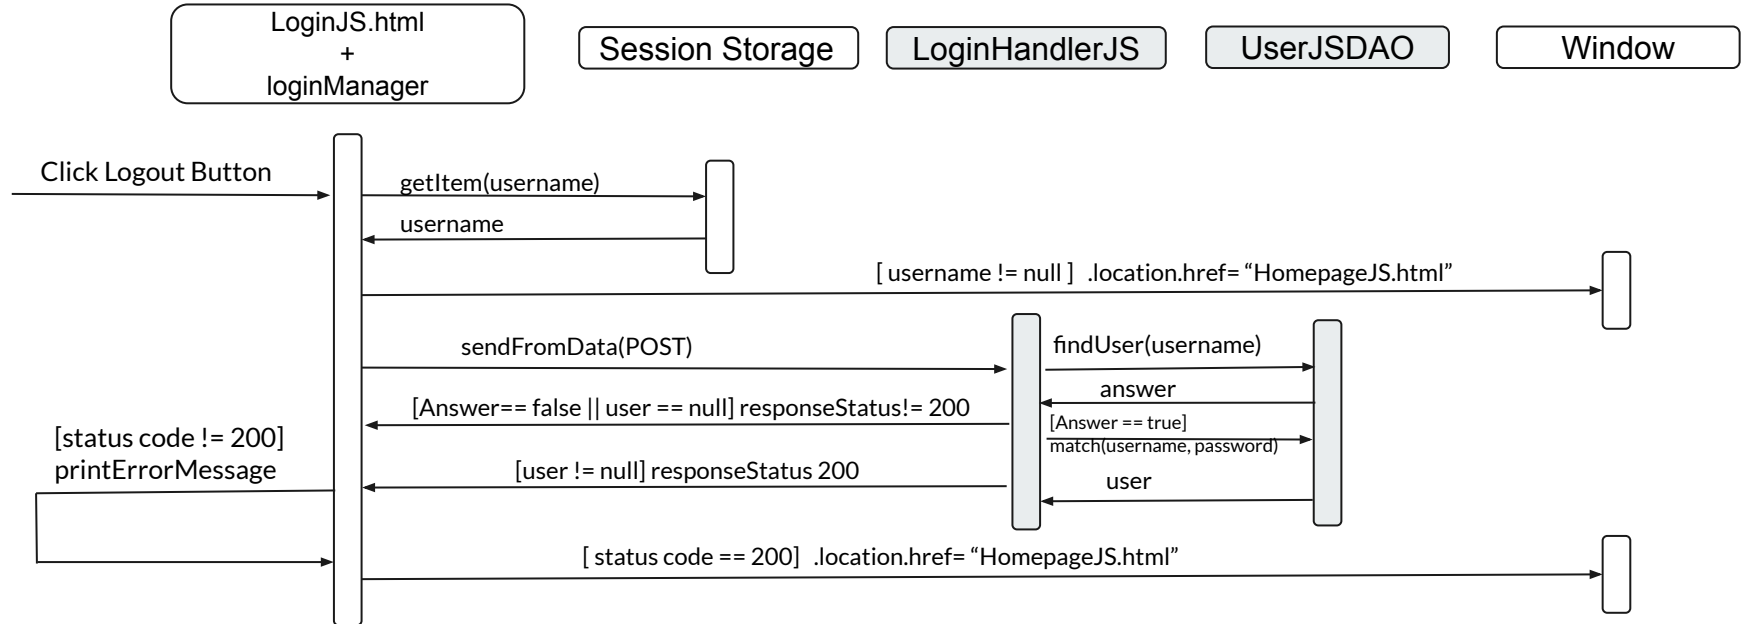 LoginJS.html
+
loginManager
Session Storage
LoginHandlerJS
UserJSDAO
Window
Click Logout Button
getItem(username)
username
[ username != null ] .location.href= “HomepageJS.html”
sendFromData(POST)
findUser(username)
answer
[Answer== false || user == null] responseStatus!= 200
[Answer == true]
match(username, password)
[status code != 200]
printErrorMessage
[user != null] responseStatus 200
user
[ status code == 200] .location.href= “HomepageJS.html”